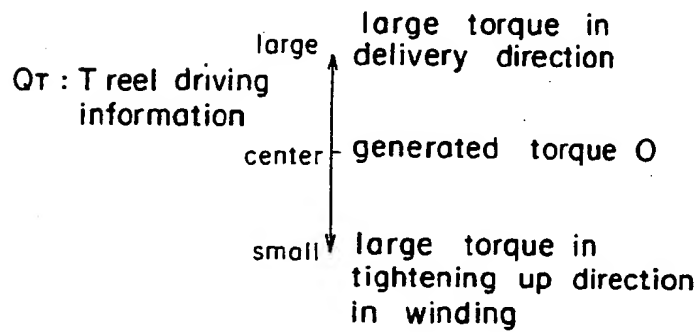 large
large torque in
delivery direction
QT : T reel driving
information
center
generated torque O
small
large torque in
tightening up direction
in winding